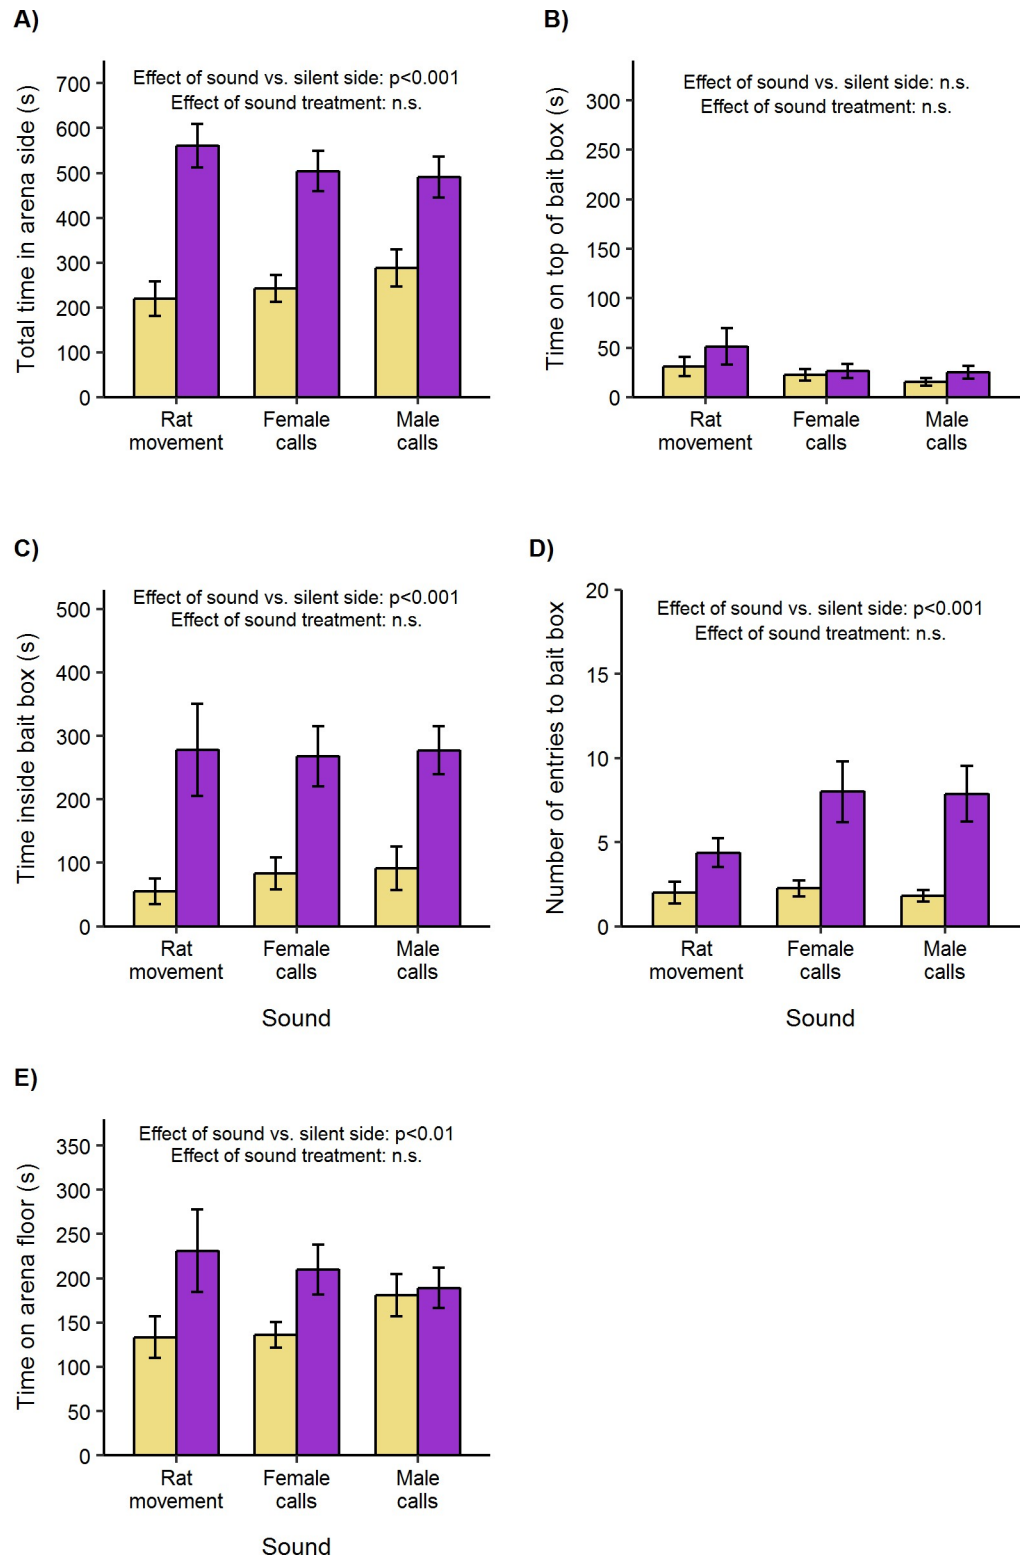 A)
Effect of sound vs. silent side: p<0.001
Effect of sound treatment: n.s.
Total time in arena side (s)
700
600
500
400
300
200
100
0
Rat movement
Female calls
Male calls
B)
Effect of sound vs. silent side: n.s.
Effect of sound treatment: n.s.
Time on top of bait box (s)
300
250
200
150
100
50
0
Rat movement
Female calls
Male calls
C)
Effect of sound vs. silent side: p<0.001
Effect of sound treatment: n.s.
Time inside bait box (s)
500
400
300
200
100
0
Rat movement
Female calls
Male calls
Sound
D)
Effect of sound vs. silent side: p<0.001
Effect of sound treatment: n.s.
Number of entries to bait box
20
15
10
5
0
Rat movement
Female calls
Male calls
Sound
E)
Effect of sound vs. silent side: p<0.01
Effect of sound treatment: n.s.
Time on arena floor (s)
350
300
250
200
150
100
50
0
Rat movement
Female calls
Male calls
Sound